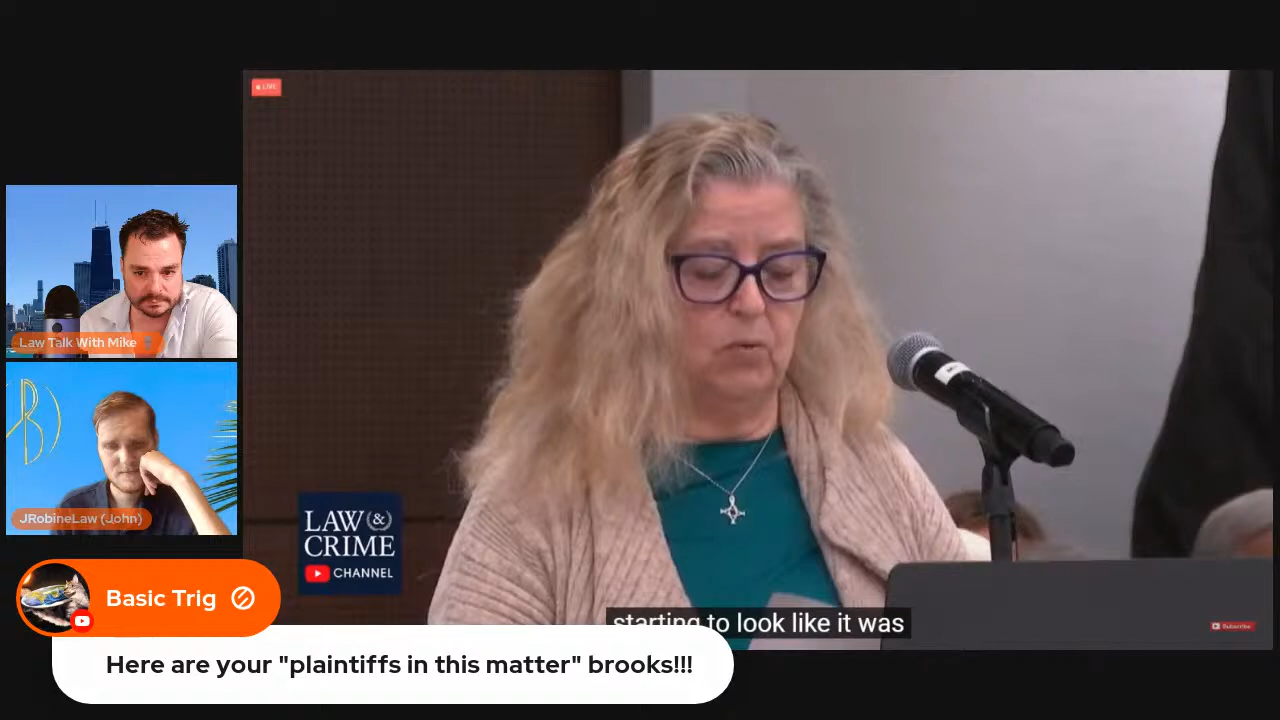 LIVE
Law Talk With Mike
JRobineLaw (John)
LAW &
CRIME
CHANNEL
starting to look like it was
Subscribe
Basic Trig
Here are your "plaintiffs in this matter" brooks!!!